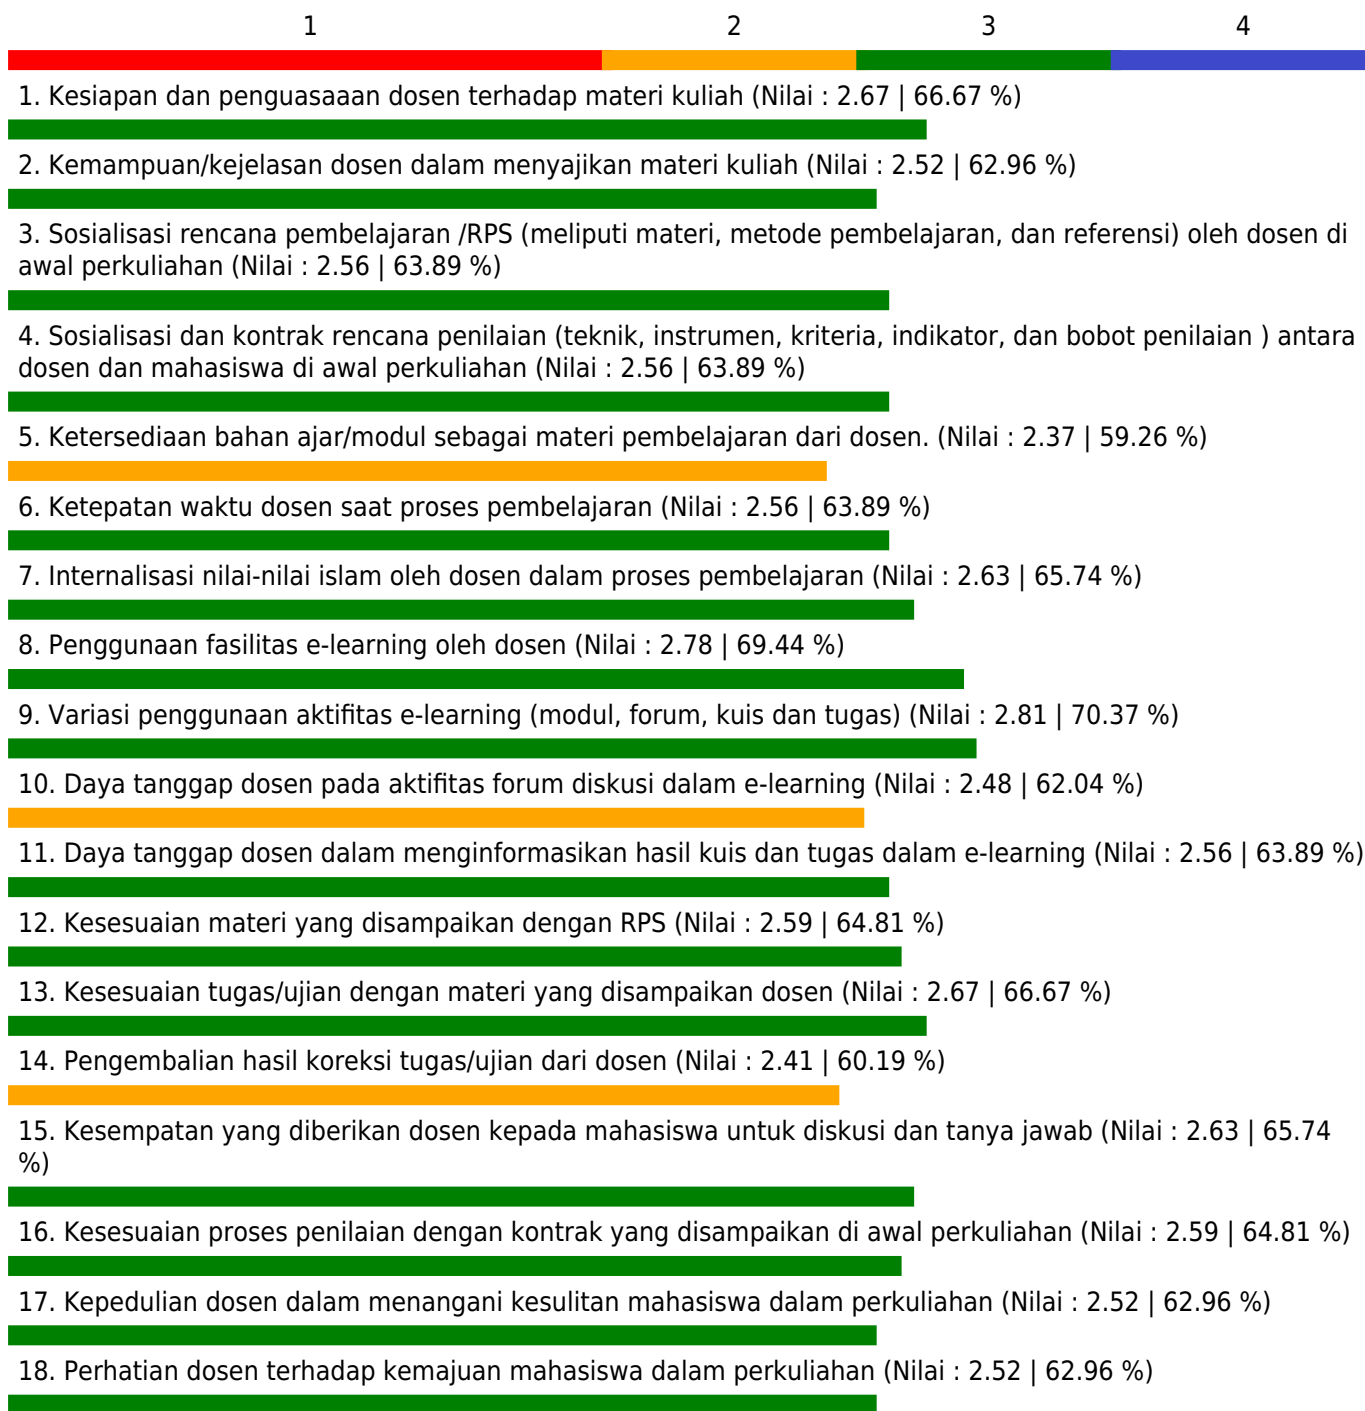 1 2 3 4
1. Kesiapan dan penguasaaan dosen terhadap materi kuliah (Nilai : 2.67 | 66.67 %)
2. Kemampuan/kejelasan dosen dalam menyajikan materi kuliah (Nilai : 2.52 | 62.96 %)
3. Sosialisasi rencana pembelajaran /RPS (meliputi materi, metode pembelajaran, dan referensi) oleh dosen di
awal perkuliahan (Nilai : 2.56 | 63.89 %)
4. Sosialisasi dan kontrak rencana penilaian (teknik, instrumen, kriteria, indikator, dan bobot penilaian ) antara
dosen dan mahasiswa di awal perkuliahan (Nilai : 2.56 | 63.89 %)
5. Ketersediaan bahan ajar/modul sebagai materi pembelajaran dari dosen. (Nilai : 2.37 | 59.26 %)
6. Ketepatan waktu dosen saat proses pembelajaran (Nilai : 2.56 | 63.89 %)
7. Internalisasi nilai-nilai islam oleh dosen dalam proses pembelajaran (Nilai : 2.63 | 65.74 %)
8. Penggunaan fasilitas e-learning oleh dosen (Nilai : 2.78 | 69.44 %)
9. Variasi penggunaan aktifitas e-learning (modul, forum, kuis dan tugas) (Nilai : 2.81 | 70.37 %)
10. Daya tanggap dosen pada aktifitas forum diskusi dalam e-learning (Nilai : 2.48 | 62.04 %)
11. Daya tanggap dosen dalam menginformasikan hasil kuis dan tugas dalam e-learning (Nilai : 2.56 | 63.89 %)
12. Kesesuaian materi yang disampaikan dengan RPS (Nilai : 2.59 | 64.81 %)
13. Kesesuaian tugas/ujian dengan materi yang disampaikan dosen (Nilai : 2.67 | 66.67 %)
14. Pengembalian hasil koreksi tugas/ujian dari dosen (Nilai : 2.41 | 60.19 %)
15. Kesempatan yang diberikan dosen kepada mahasiswa untuk diskusi dan tanya jawab (Nilai : 2.63 | 65.74
%)
16. Kesesuaian proses penilaian dengan kontrak yang disampaikan di awal perkuliahan (Nilai : 2.59 | 64.81 %)
17. Kepedulian dosen dalam menangani kesulitan mahasiswa dalam perkuliahan (Nilai : 2.52 | 62.96 %)
18. Perhatian dosen terhadap kemajuan mahasiswa dalam perkuliahan (Nilai : 2.52 | 62.96 %)